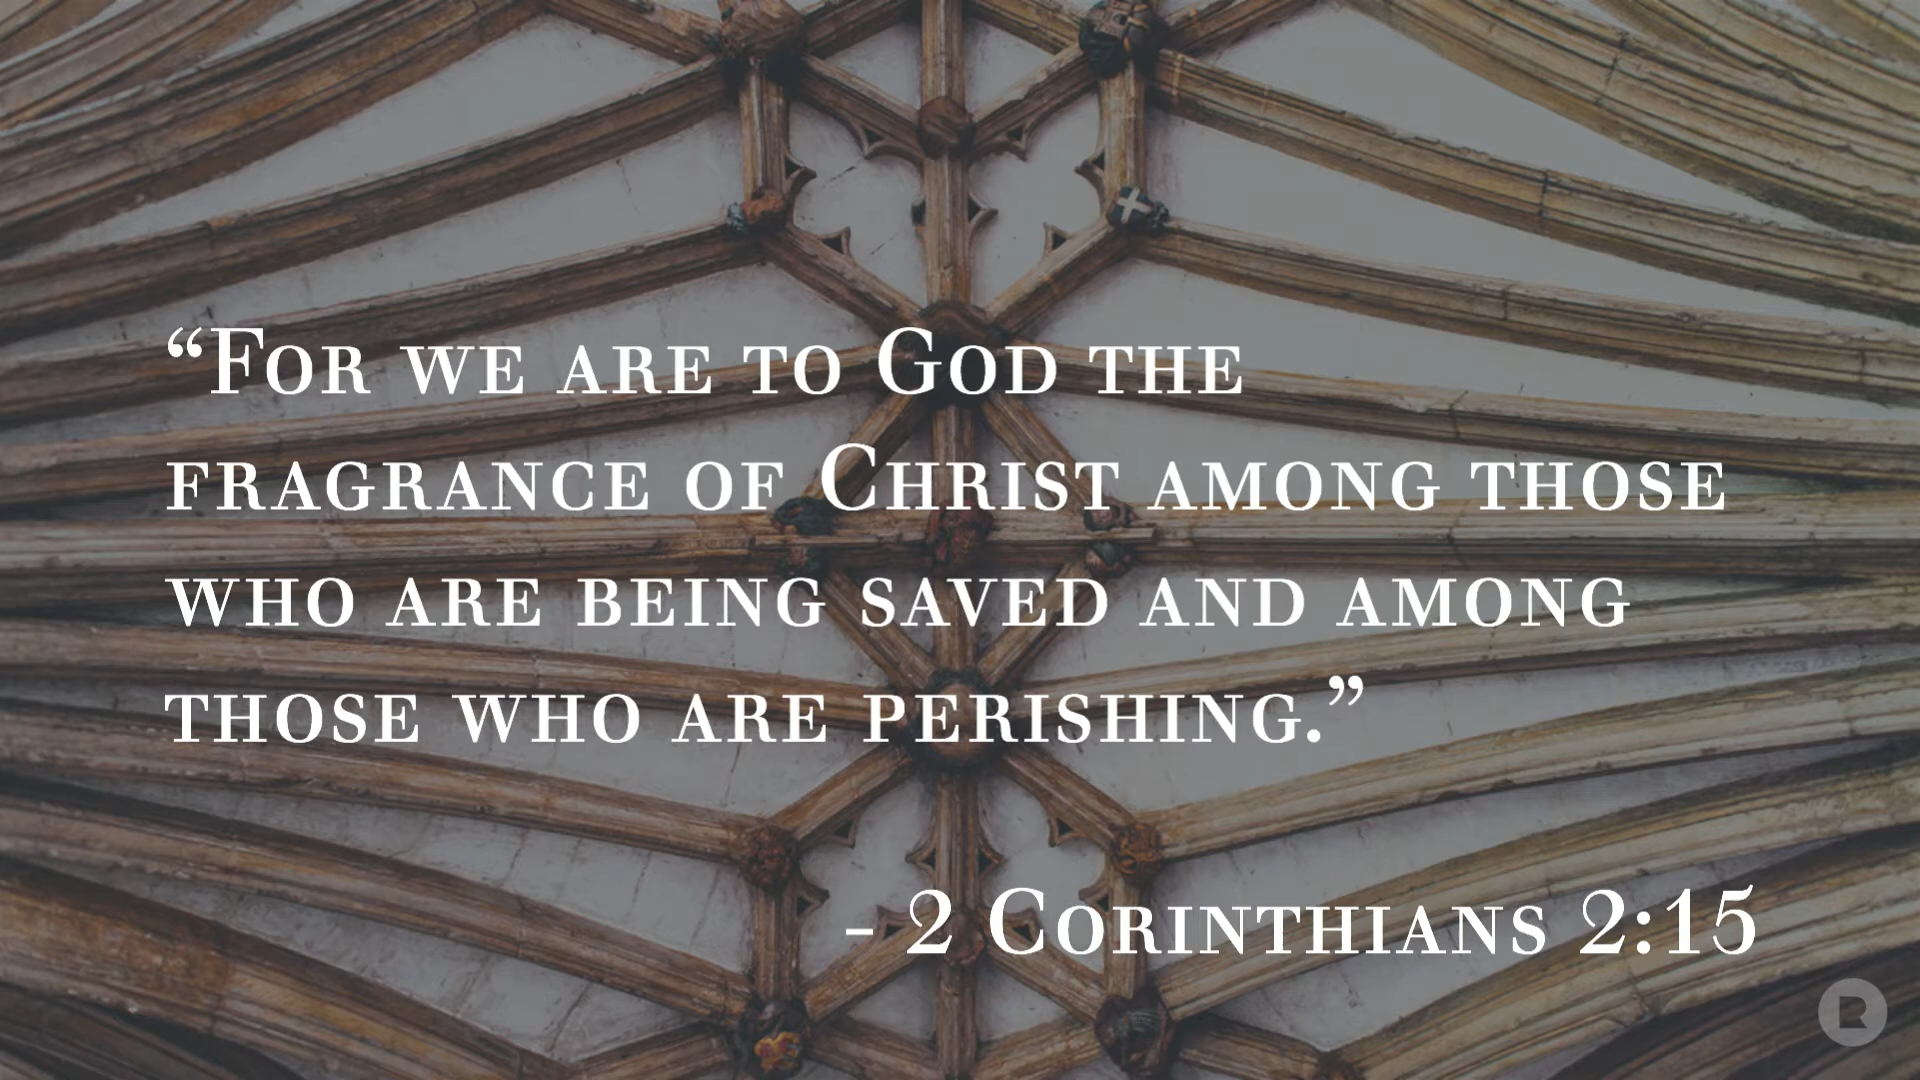 “For we are to God the
fragrance of Christ among those
who are being saved and among
those who are perishing.”
- 2 Corinthians 2:15